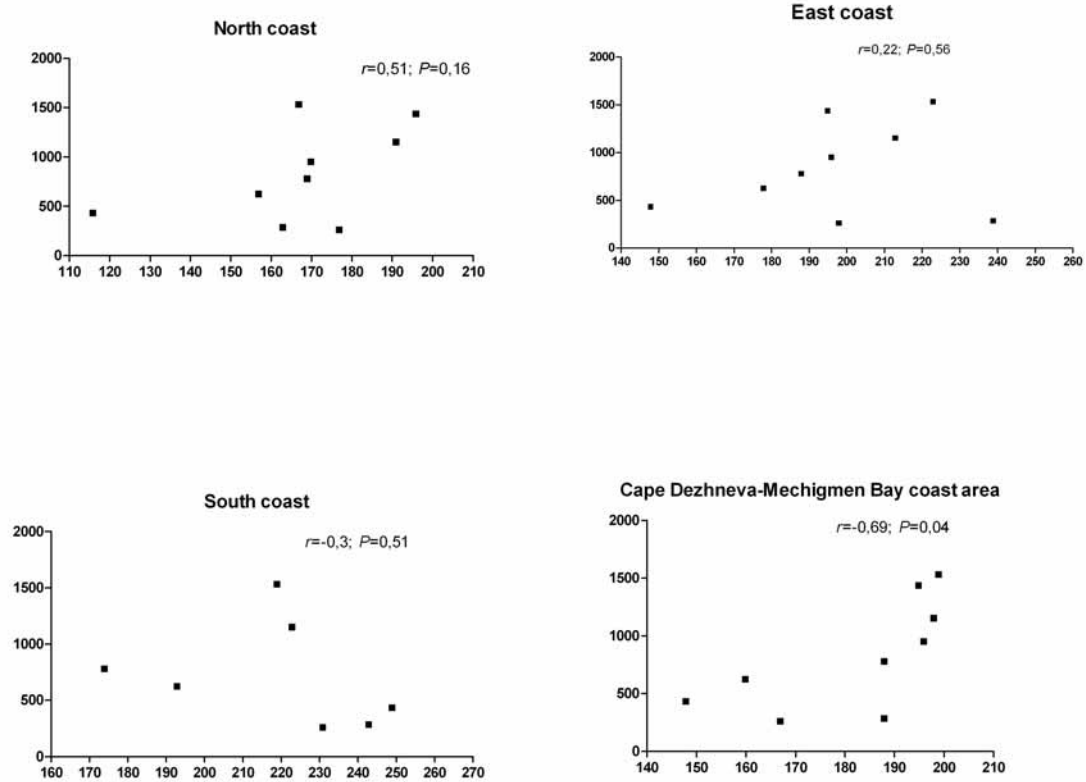 North coast
r=0,51; P=0,16
2000
1500
1000
500
0
110 120 130 140 150 160 170 180 190 200 210
East coast
r=0,22; P=0,56
2000
1500
1000
500
0
140 150 160 170 180 190 200 210 220 230 240 250 260
South coast
r=-0,3; P=0,51
2000
1500
1000
500
0
160 170 180 190 200 210 220 230 240 250 260 270
Cape Dezhneva-Mechigmen Bay coast area
r=-0,69; P=0,04
2000
1500
1000
500
0
140 150 160 170 180 190 200 210